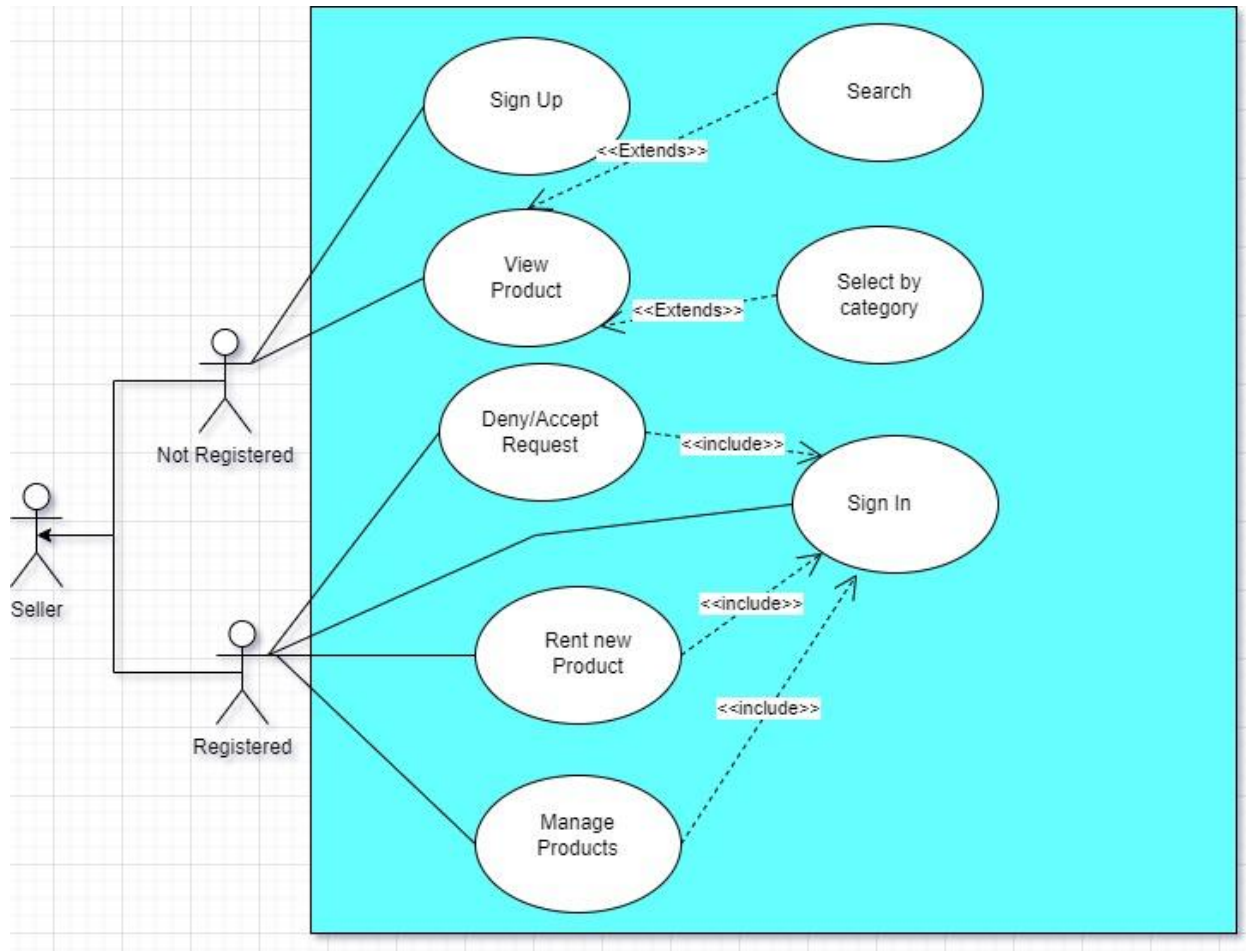 Sign Up
Search
<<Extends>>
View
Product
Select by
category
<<Extends>>
Not Registered
Deny/Accept
Request
<<include>>
Sign In
Seller
Rent new
Product
<<include>>
<<include>>
Registered
Manage
Products